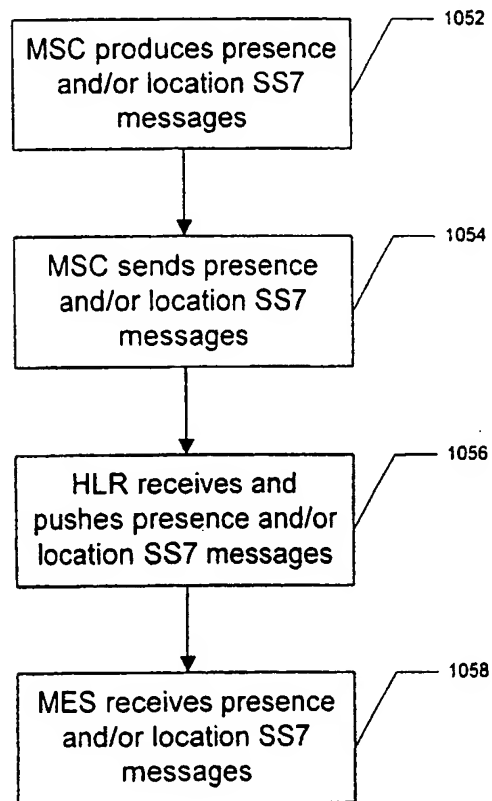 1052
MSC produces presence
and/or location SS7
messages
1054
MSC sends presence
and/or location SS7
messages
1056
HLR receives and
pushes presence and/or
location SS7 messages
1058
MES receives presence
and/or location SS7
messages